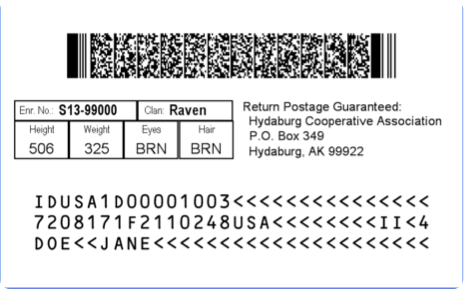 Enr. No.: S13-99000 Clan: Raven
Height Weight Eyes Hair
506 325 BRN BRN
Return Postage Guaranteed:
Hydaburg Cooperative Association
P.O. Box 349
Hydaburg, AK 99922
IDUSA1D00001003<<<<<<<<<<<<<<<
7208171F2110248USA<<<<<<<<II<4
DOE<<JANE<<<<<<<<<<<<<<<<<<<<<